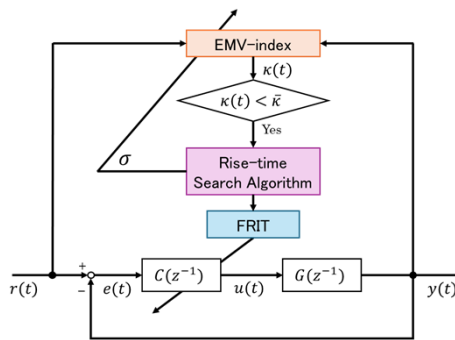 EMV-index
κ(t)
κ(t) < κ̄
Yes
σ
Rise-time
Search Algorithm
FRIT
+
r(t)
−
e(t)
C(z⁻¹)
u(t)
G(z⁻¹)
y(t)